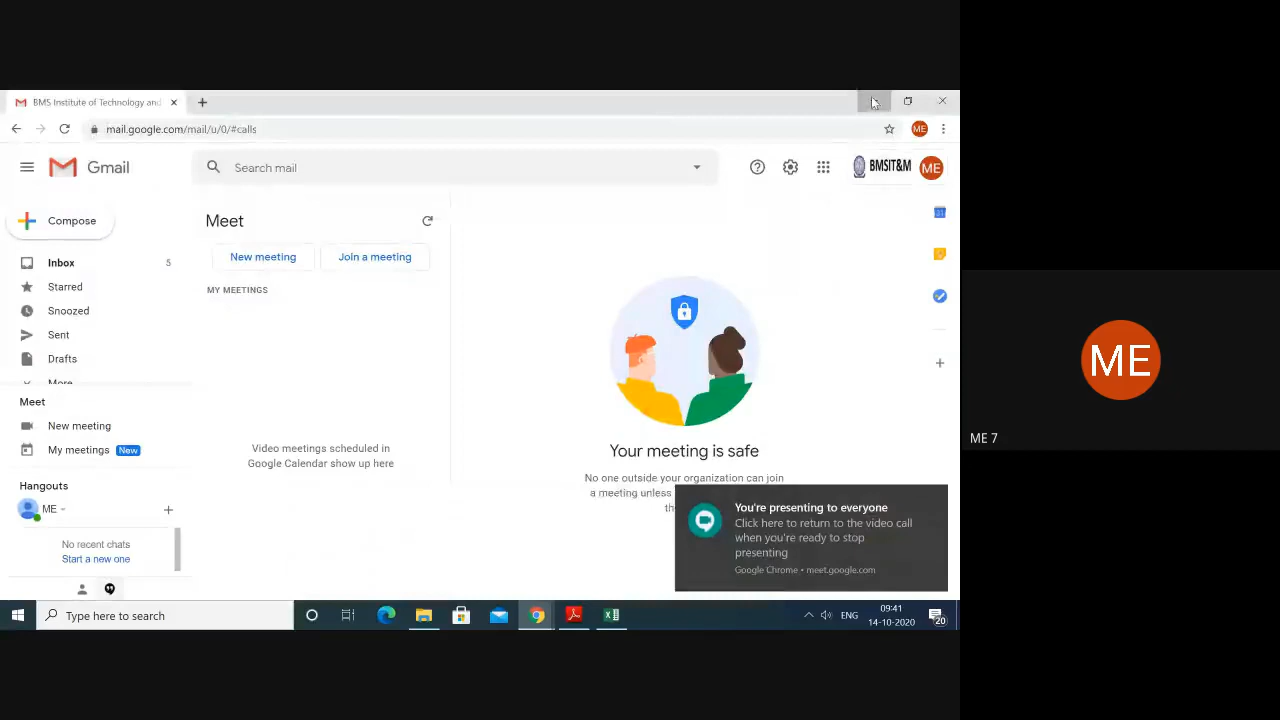 BMS Institute of Technology and
mail.google.com/mail/u/0/#calls
ME
Gmail
Search mail
BMSIT&M
ME
Compose
Meet
New meeting
Join a meeting
MY MEETINGS
Inbox
5
Starred
Snoozed
Sent
Drafts
More
Meet
New meeting
My meetings New
Hangouts
ME
No recent chats
Start a new one
Video meetings scheduled in
Google Calendar show up here
Your meeting is safe
No one outside your organization can join
a meeting unless
You're presenting to everyone
Click here to return to the video call
when you're ready to stop
presenting
Google Chrome • meet.google.com
Type here to search
ENG
09:41
14-10-2020
20
ME
ME 7